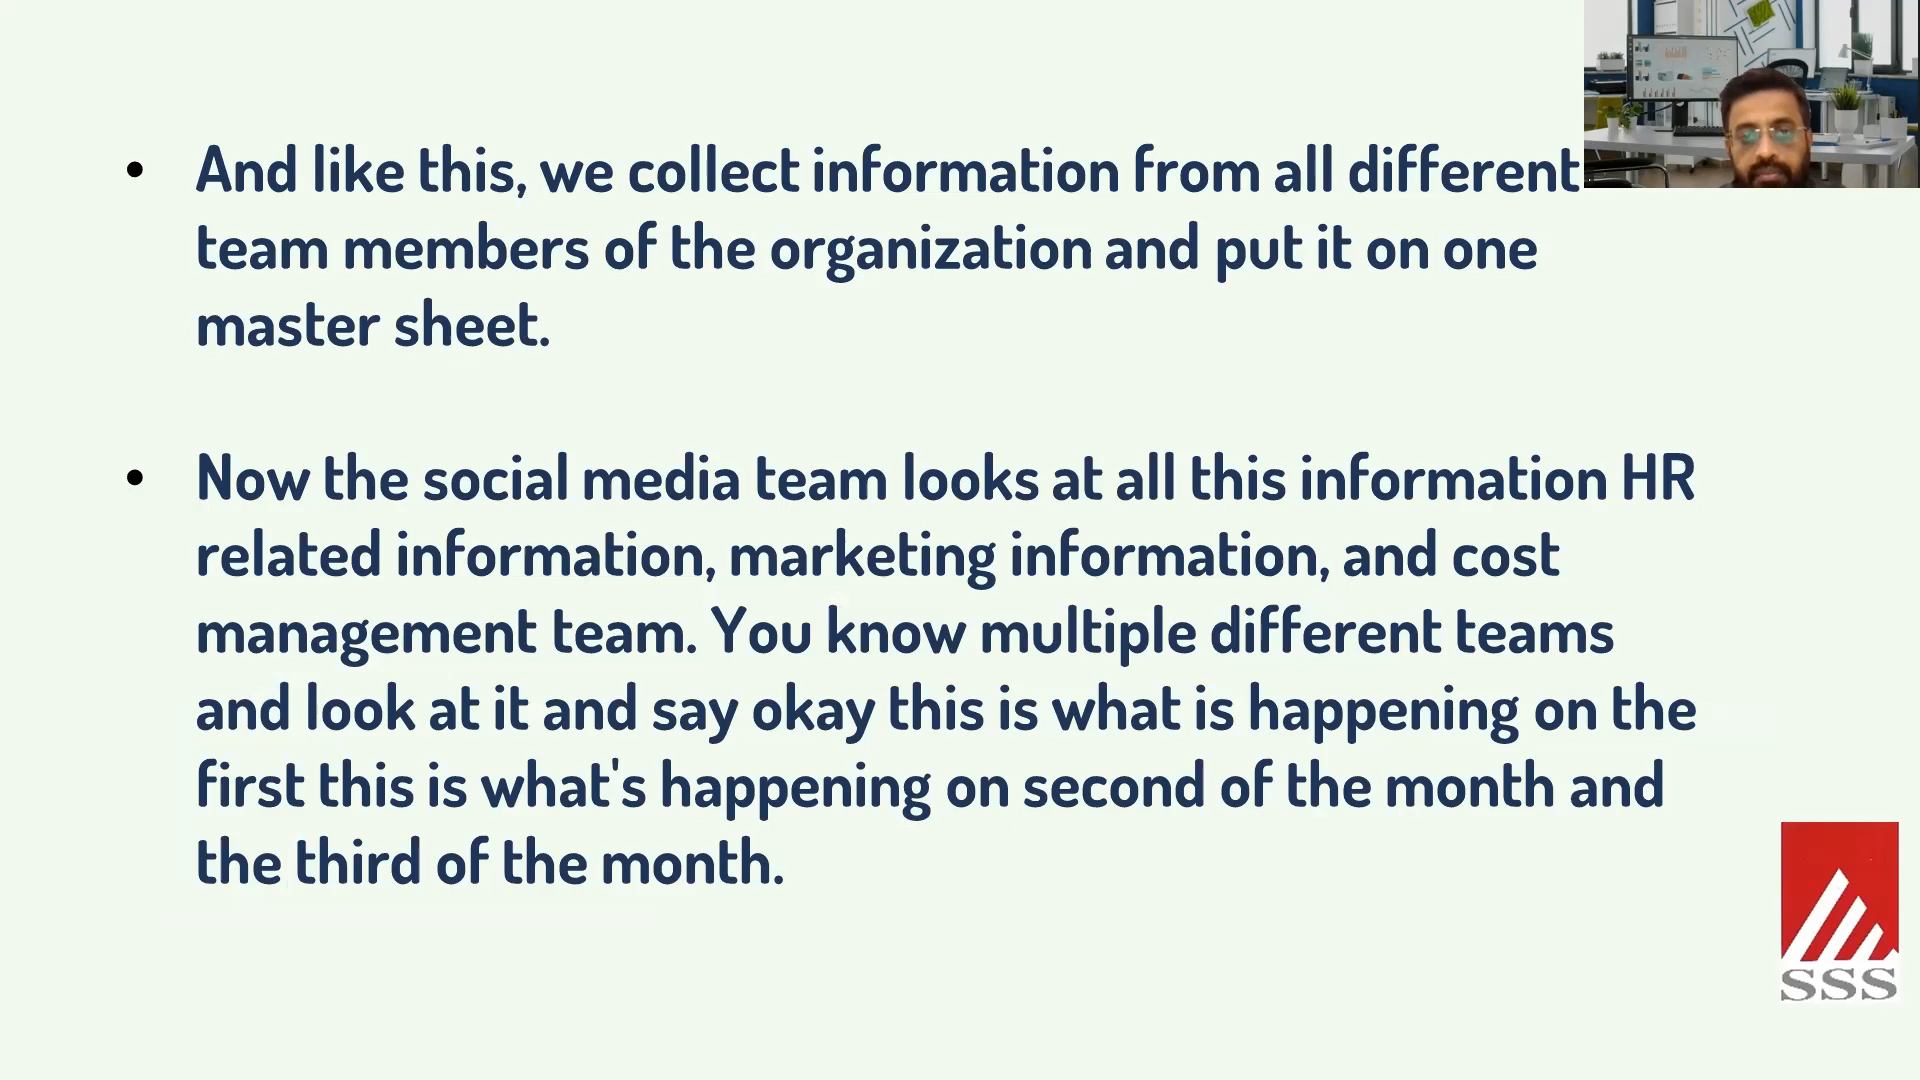 And like this, we collect information from all different
team members of the organization and put it on one
master sheet.
Now the social media team looks at all this information HR
related information, marketing information, and cost
management team. You know multiple different teams
and look at it and say okay this is what is happening on the
first this is what's happening on second of the month and
the third of the month.
SSS